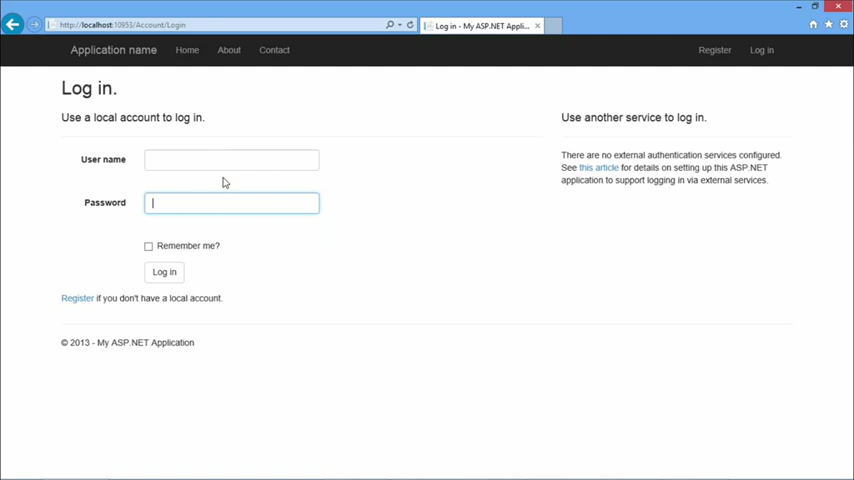 http://localhost:10953/Account/Login
Log in - My ASP.NET Appli...
Application name Home About Contact Register Log in
Log in.
Use a local account to log in.
User name
Password
Remember me?
Log in
Register if you don't have a local account.
Use another service to log in.
There are no external authentication services configured.
See this article for details on setting up this ASP.NET
application to support logging in via external services.
© 2013 - My ASP.NET Application